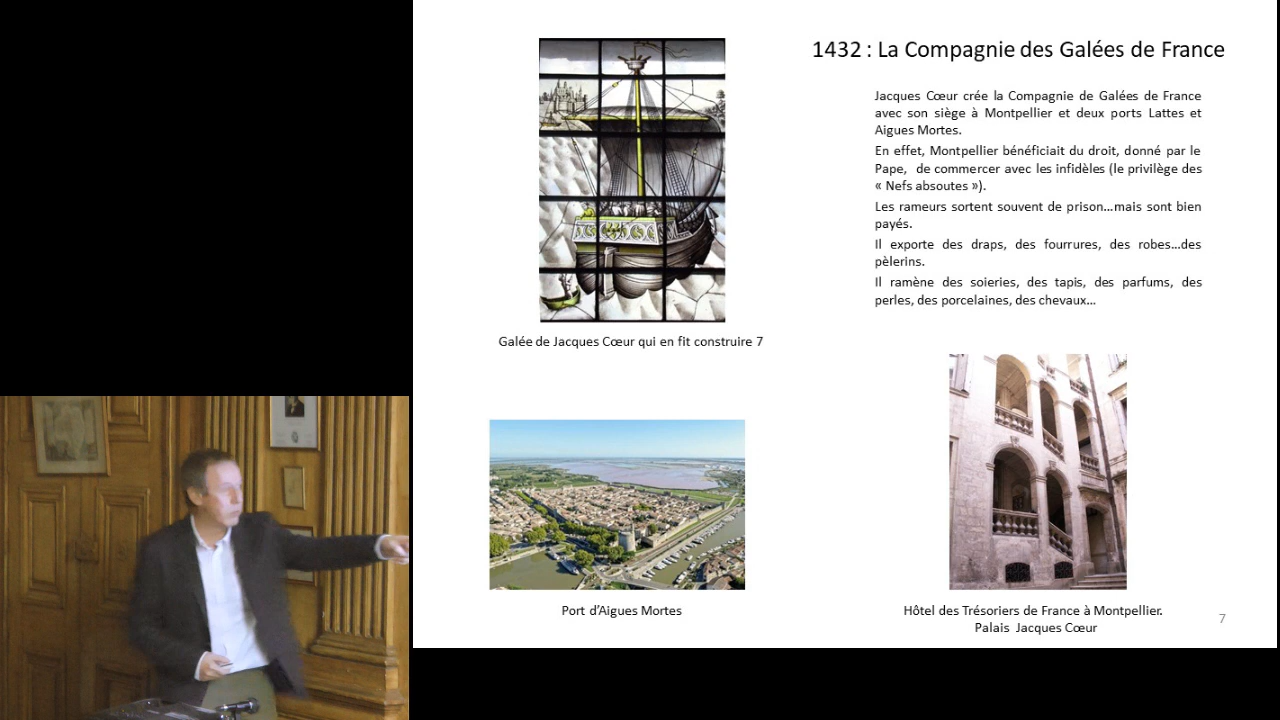 1432 : La Compagnie des Galées de France
Jacques Cœur crée la Compagnie de Galées de France
avec son siège à Montpellier et deux ports Lattes et
Aigues Mortes.
En effet, Montpellier bénéficiait du droit, donné par le
Pape, de commercer avec les infidèles (le privilège des
« Nefs absoutes »).
Les rameurs sortent souvent de prison…mais sont bien
payés.
Il exporte des draps, des fourrures, des robes…des
pèlerins.
Il ramène des soieries, des tapis, des parfums, des
perles, des porcelaines, des chevaux…
Galée de Jacques Cœur qui en fit construire 7
Port d’Aigues Mortes
Hôtel des Trésoriers de France à Montpellier.
Palais Jacques Cœur
7